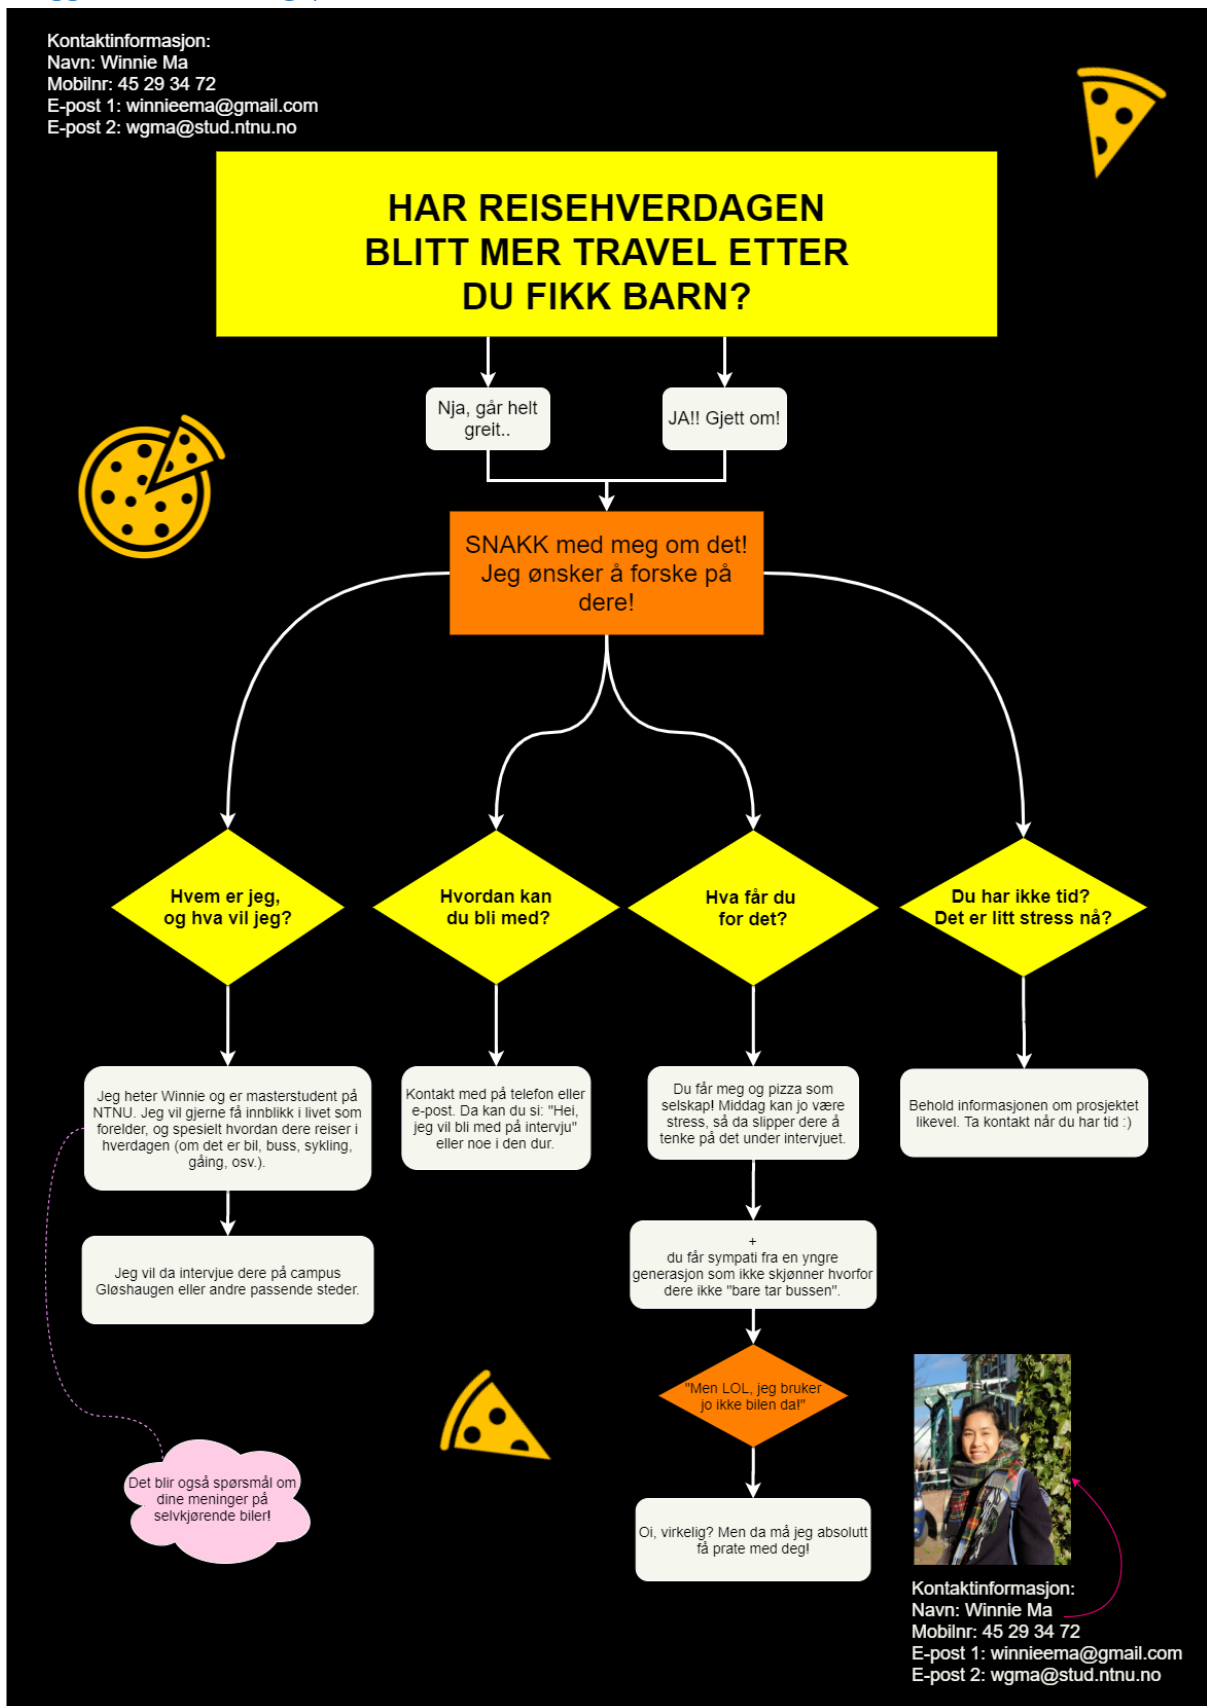 Kontaktinformasjon:
Navn: Winnie Ma
Mobilnr: 45 29 34 72
E-post 1: winnieema@gmail.com
E-post 2: wgma@stud.ntnu.no
HAR REISEHVERDAGEN
BLITT MER TRAVEL ETTER
DU FIKK BARN?
Nja, går helt
greit..
JA!! Gjett om!
SNAKK med meg om det!
Jeg ønsker å forske på
dere!
Hvem er jeg,
og hva vil jeg?
Hvordan kan
du bli med?
Hva får du
for det?
Du har ikke tid?
Det er litt stress nå?
Jeg heter Winnie og er masterstudent på
NTNU. Jeg vil gjerne få innblikk i livet som
forelder, og spesielt hvordan dere reiser i
hverdagen (om det er bil, buss, sykling,
gåing, osv.).
Kontakt med på telefon eller
e-post. Da kan du si: "Hei,
jeg vil bli med på intervju"
eller noe i den dur.
Du får meg og pizza som
selskap! Middag kan jo være
stress, så da slipper dere å
tenke på det under intervjuet.
Behold informasjonen om prosjektet
likevel. Ta kontakt når du har tid :)
Jeg vil da intervjue dere på campus
Gløshaugen eller andre passende steder.
+
du får sympati fra en yngre
generasjon som ikke skjønner hvorfor
dere ikke "bare tar bussen".
"Men LOL, jeg bruker
jo ikke bilen da!"
Det blir også spørsmål om
dine meninger på
selvkjørende biler!
Oi, virkelig? Men da må jeg absolutt
få prate med deg!
Kontaktinformasjon:
Navn: Winnie Ma
Mobilnr: 45 29 34 72
E-post 1: winnieema@gmail.com
E-post 2: wgma@stud.ntnu.no